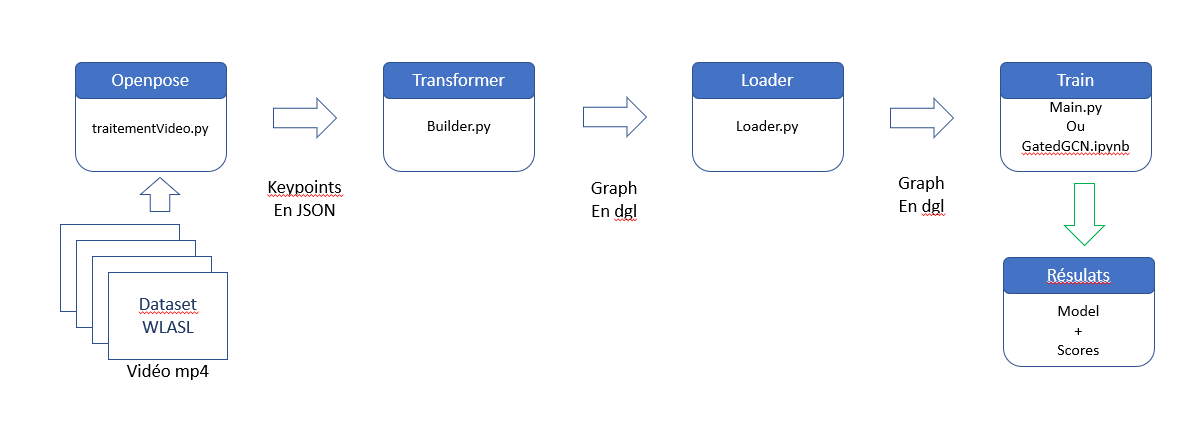 Openpose
traitementVideo.py
Transformer
Builder.py
Loader
Loader.py
Train
Main.py
Ou
GatedGCN.ipynb
Keypoints
En JSON
Graph
En dgl
Graph
En dgl
Dataset
WLASL
Vidéo mp4
Résulats
Model
+
Scores